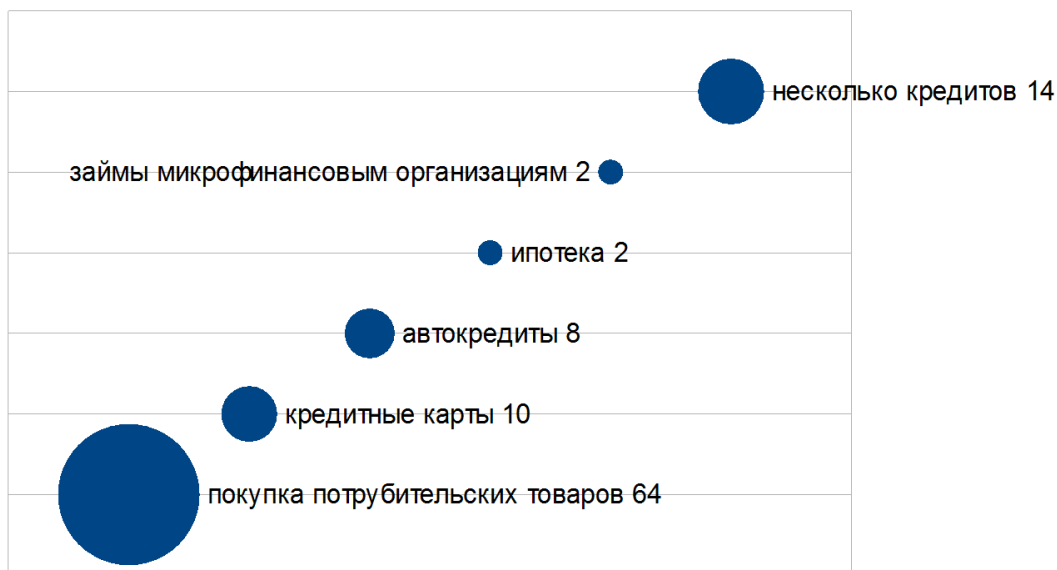 несколько кредитов 14
займы микрофинансовым организациям 2
ипотека 2
автокредиты 8
кредитные карты 10
покупка потрубительских товаров 64